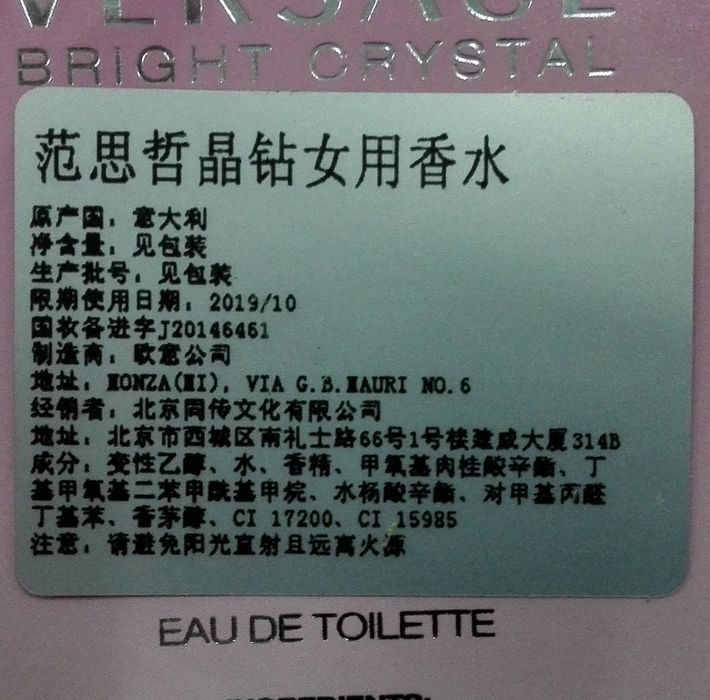 VERSACE
BRIGHT CRYSTAL
范思哲晶钻女用香水
原产国：意大利
净含量：见包装
生产批号：见包装
限期使用日期：2019/10
国妆备进字J20146461
制造商：欧意公司
地址：MONZA(MI), VIA G.B.MAURI NO.6
经销者：北京同传文化有限公司
地址：北京市西城区南礼士路66号1号楼建威大厦314B
成分：变性乙醇、水、香精、甲氧基肉桂酸辛酯、丁
基甲氧基二苯甲酰基甲烷、水杨酸辛酯、对甲基丙醛
丁基苯、香茅醇、CI 17200、CI 15985
注意：请避免阳光直射且远离火源
EAU DE TOILETTE
INGREDIENTS: